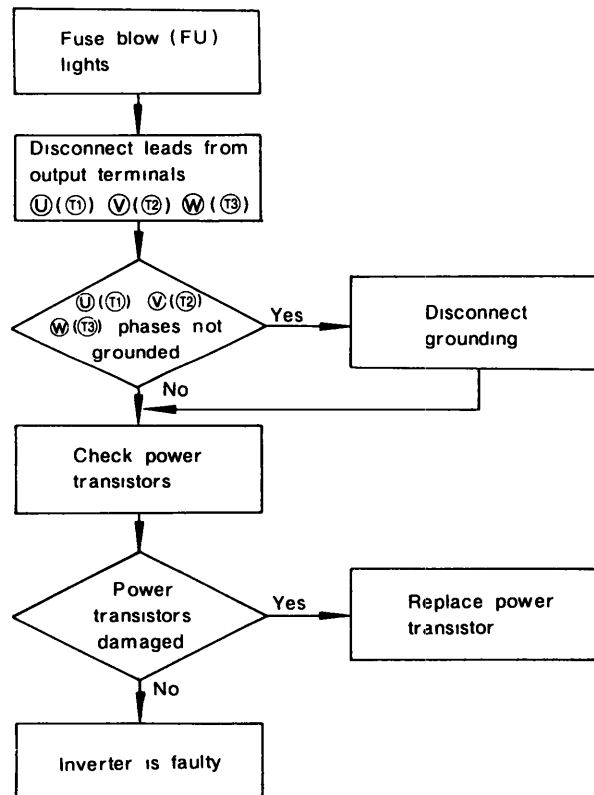 Fuse blow (FU)
lights
Disconnect leads from
output terminals
Ⓤ(T1) Ⓥ(T2) Ⓦ(T3)
Ⓤ(T1) Ⓥ(T2)
Ⓦ(T3) phases not
grounded
Yes
Disconnect
grounding
No
Check power
transistors
Power
transistors
damaged
Yes
Replace power
transistor
No
Inverter is faulty